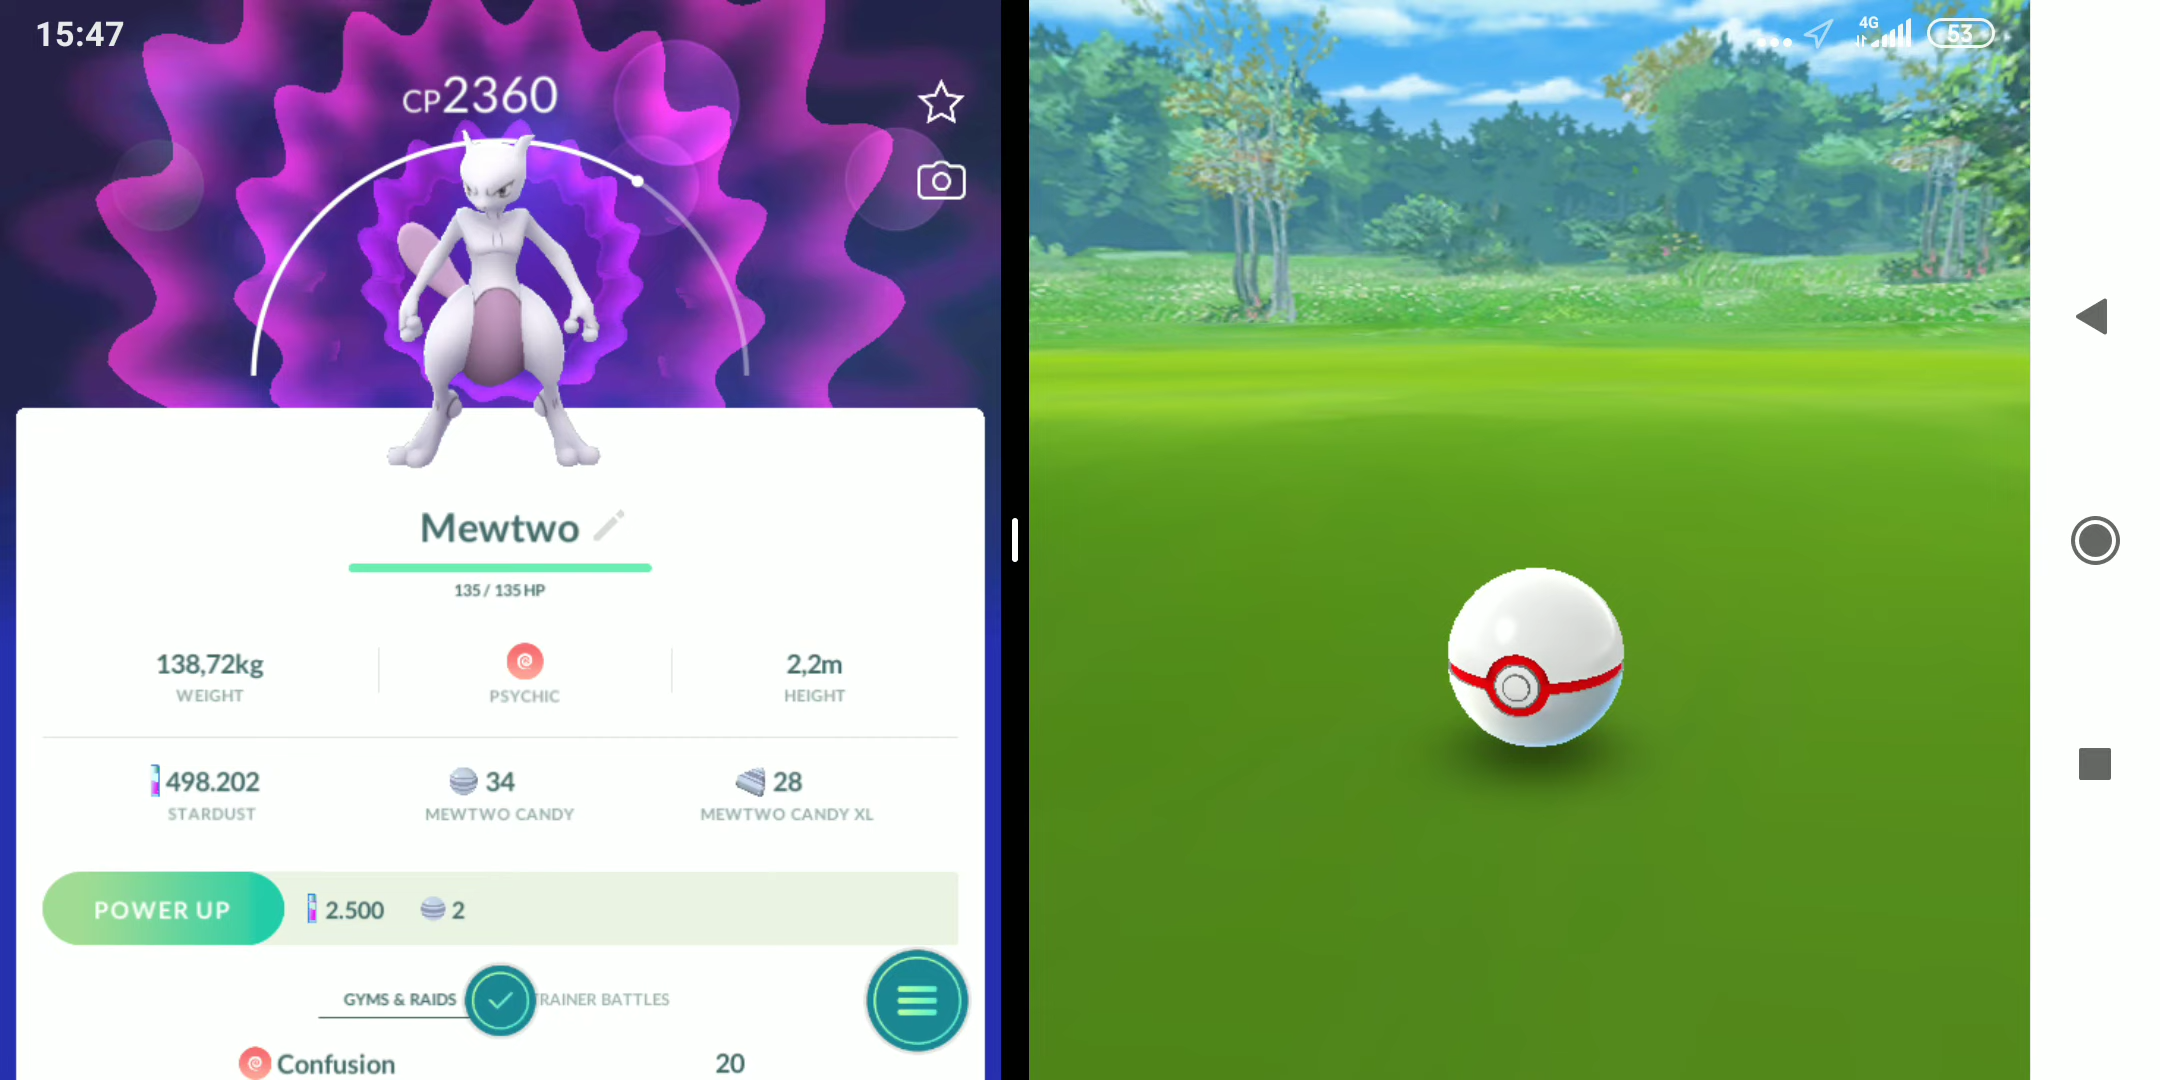 15:47
4G
53
CP2360
Mewtwo
135 / 135 HP
138,72kg
WEIGHT
PSYCHIC
2,2m
HEIGHT
498.202
STARDUST
34
MEWTWO CANDY
28
MEWTWO CANDY XL
POWER UP
2.500
2
GYMS & RAIDS
TRAINER BATTLES
Confusion
20